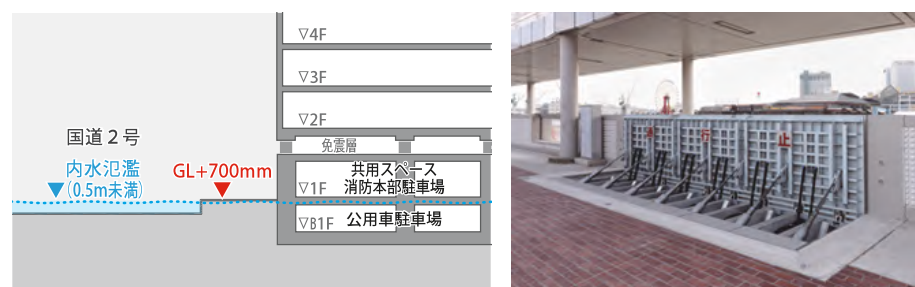 ▽4F
▽3F
▽2F
免震層
国道２号
内水氾濫
(0.5m未満)
GL+700mm
共用スペース
▽1F 消防本部駐車場
▽B1F 公用車駐車場
通行止